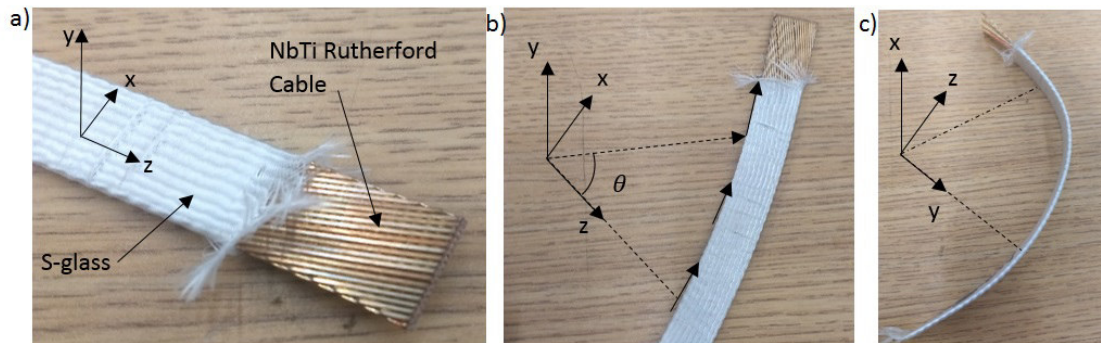 a)
y
x
z
NbTi Rutherford
Cable
S-glass
b)
y
x
θ
z
c)
x
z
y